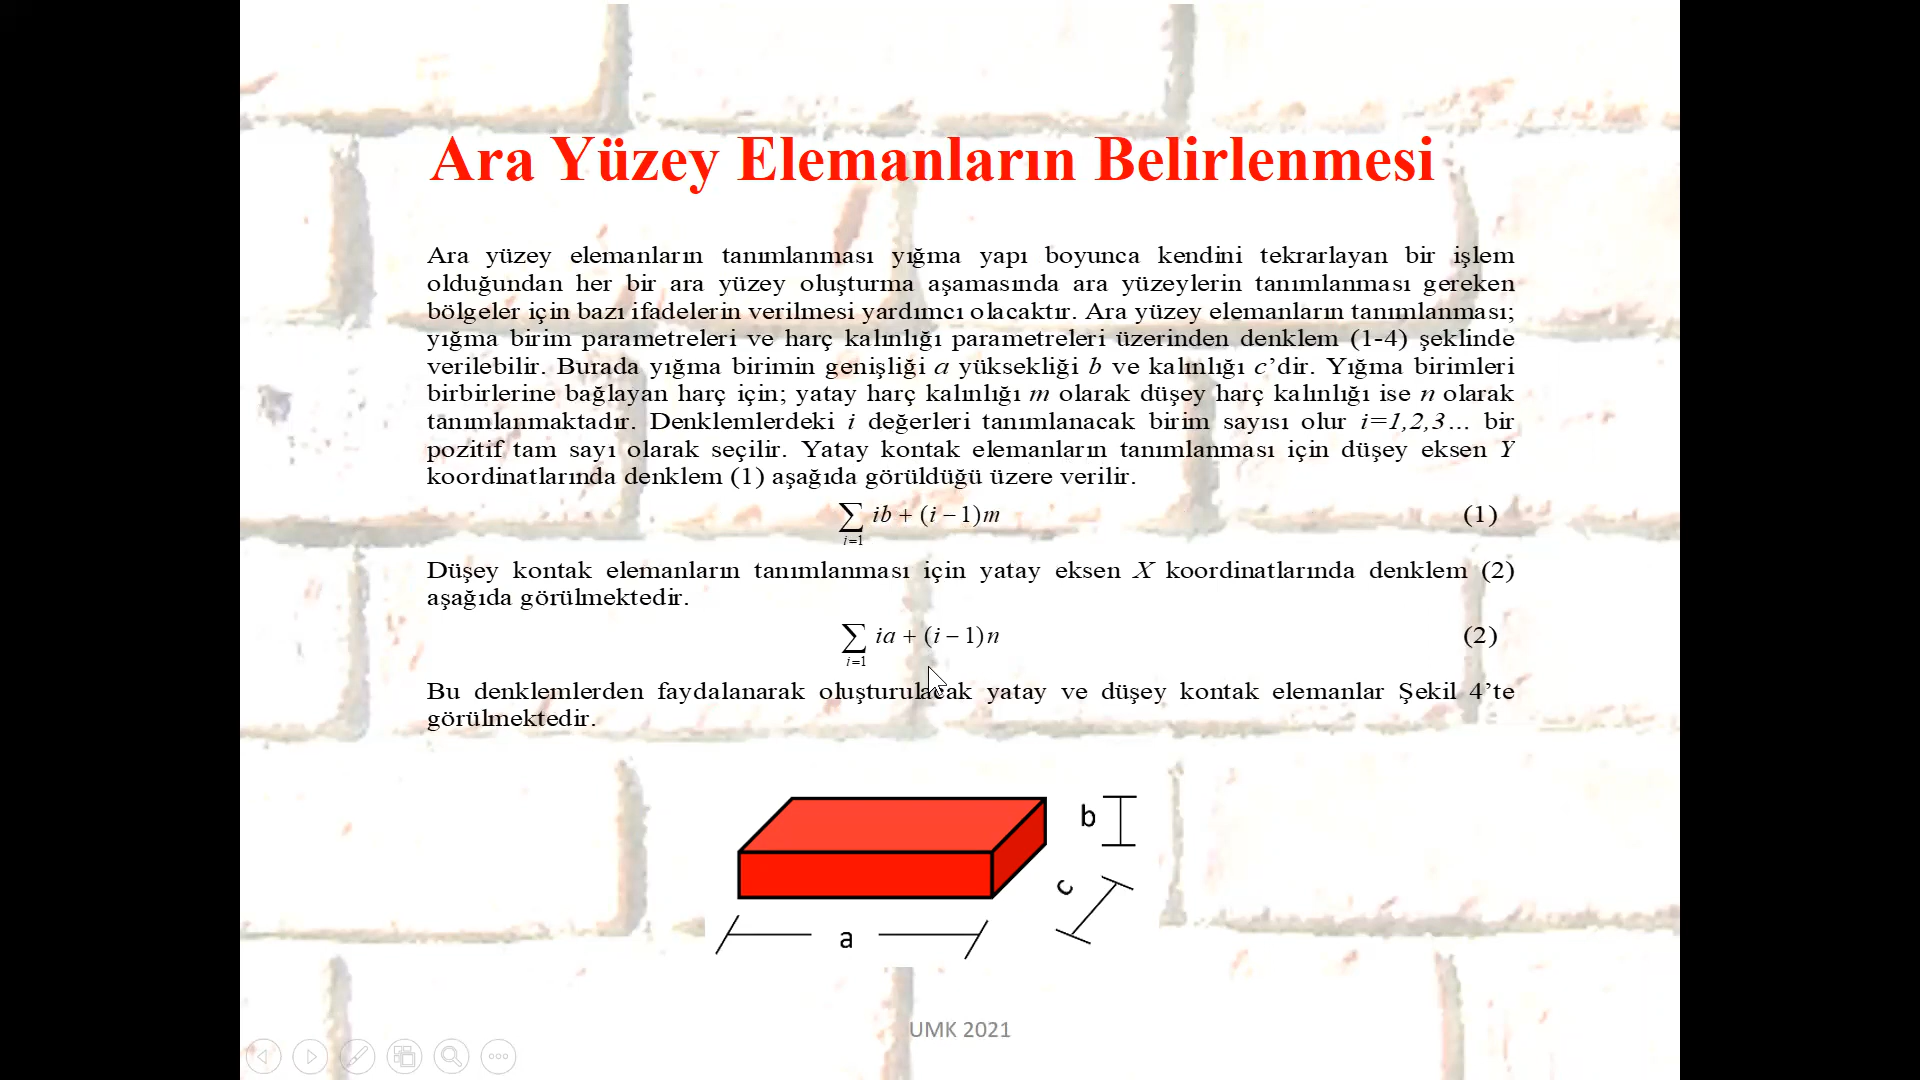 Ara Yüzey Elemanların Belirlenmesi
Ara yüzey elemanların tanımlanması yığma yapı boyunca kendini tekrarlayan bir işlem
olduğundan her bir ara yüzey oluşturma aşamasında ara yüzeylerin tanımlanması gereken
bölgeler için bazı ifadelerin verilmesi yardımcı olacaktır. Ara yüzey elemanların tanımlanması;
yığma birim parametreleri ve harç kalınlığı parametreleri üzerinden denklem (1-4) şeklinde
verilebilir. Burada yığma birimin genişliği a yüksekliği b ve kalınlığı c’dir. Yığma birimleri
birbirlerine bağlayan harç için; yatay harç kalınlığı m olarak düşey harç kalınlığı ise n olarak
tanımlanmaktadır. Denklemlerdeki i değerleri tanımlanacak birim sayısı olur i=1,2,3... bir
pozitif tam sayı olarak seçilir. Yatay kontak elemanların tanımlanması için düşey eksen Y
koordinatlarında denklem (1) aşağıda görüldüğü üzere verilir.
∑ ib + (i − 1)m (1)
i=1
Düşey kontak elemanların tanımlanması için yatay eksen X koordinatlarında denklem (2)
aşağıda görülmektedir.
∑ ia + (i − 1)n (2)
i=1
Bu denklemlerden faydalanarak oluşturulacak yatay ve düşey kontak elemanlar Şekil 4’te
görülmektedir.
b
c
a
UMK 2021